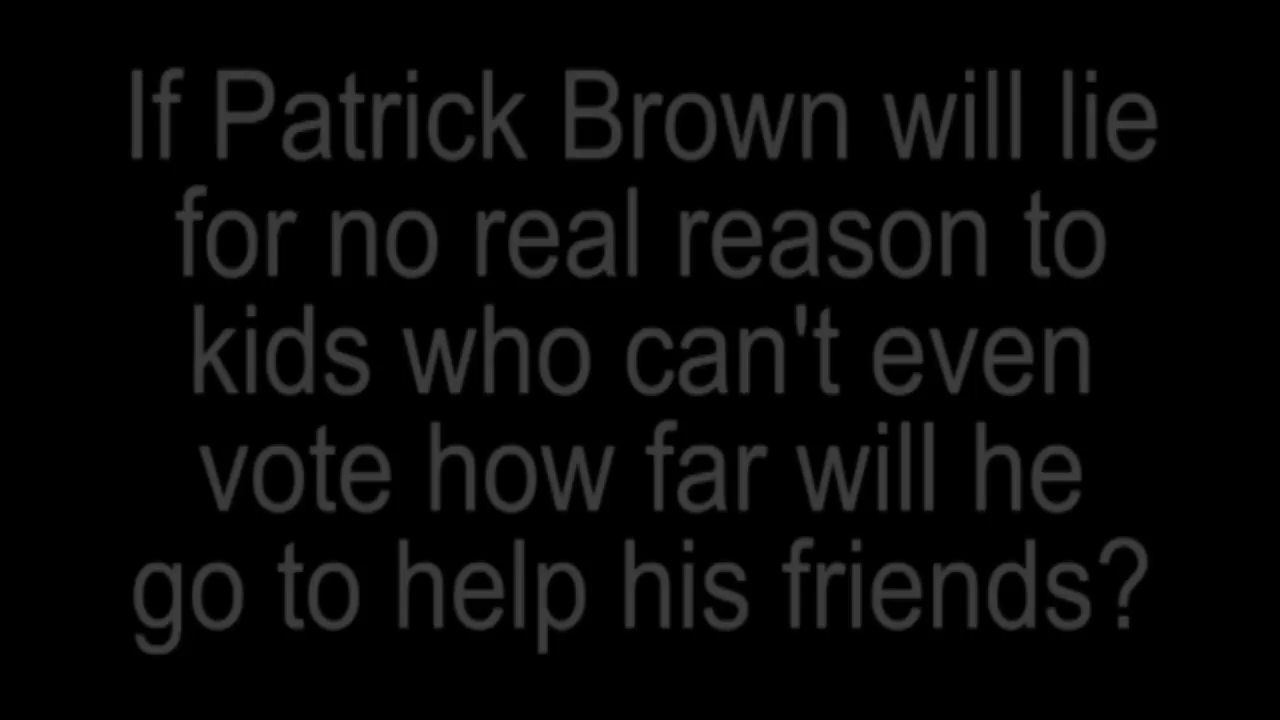 If Patrick Brown will lie
for no real reason to
kids who can't even
vote how far will he
go to help his friends?